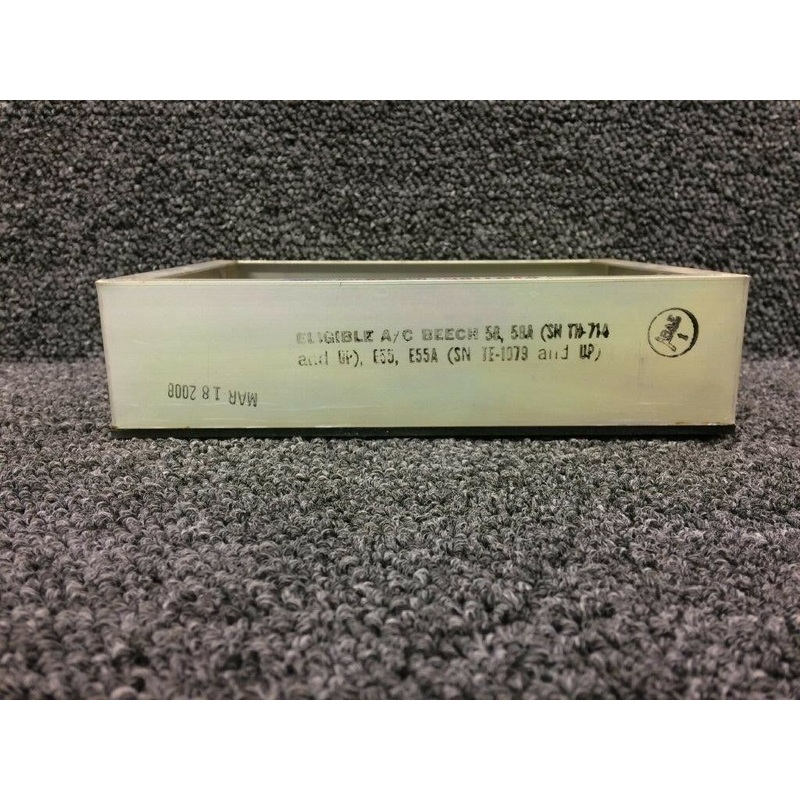 ELIGIBLE A/C BEECH 58, 58A (SN TH-714
and UP), E55, E55A (SN TE-1079 and UP)
MAR 18 2008
1